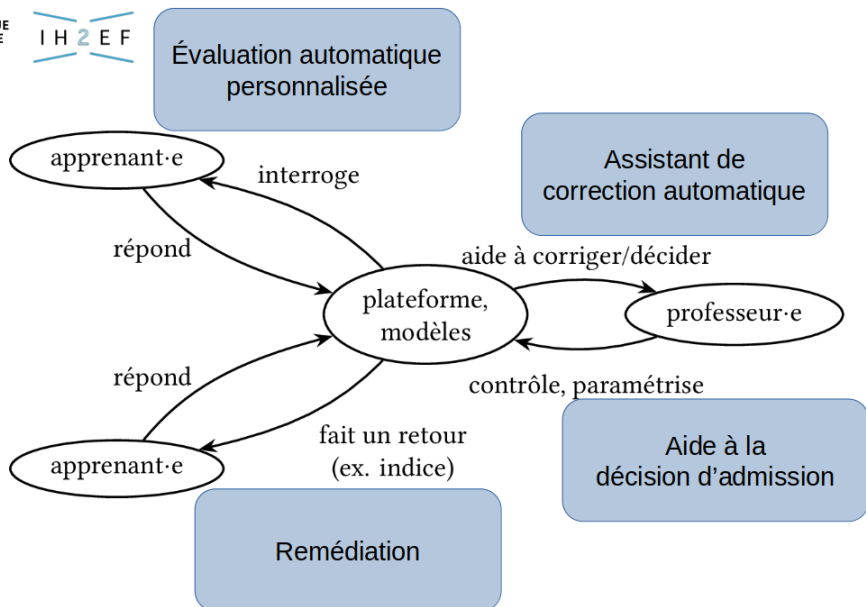 IH2EF
Évaluation automatique
personnalisée
apprenant·e
interroge
répond
Assistant de
correction automatique
aide à corriger/décider
plateforme,
modèles
professeur·e
contrôle, paramétrise
répond
fait un retour
(ex. indice)
apprenant·e
Aide à la
décision d’admission
Remédiation